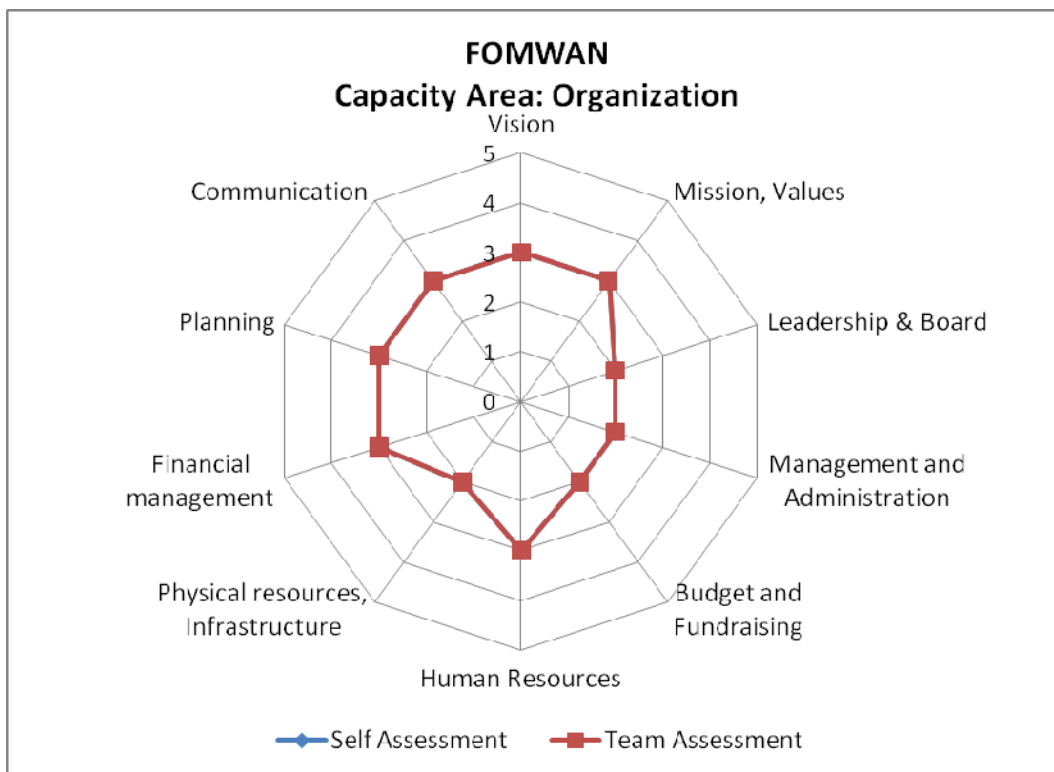 FOMWAN
Capacity Area: Organization
Vision
Mission, Values
Leadership & Board
Management and
Administration
Budget and
Fundraising
Human Resources
Physical resources,
Infrastructure
Financial
management
Planning
Communication
5
4
3
2
1
0
Self Assessment
Team Assessment